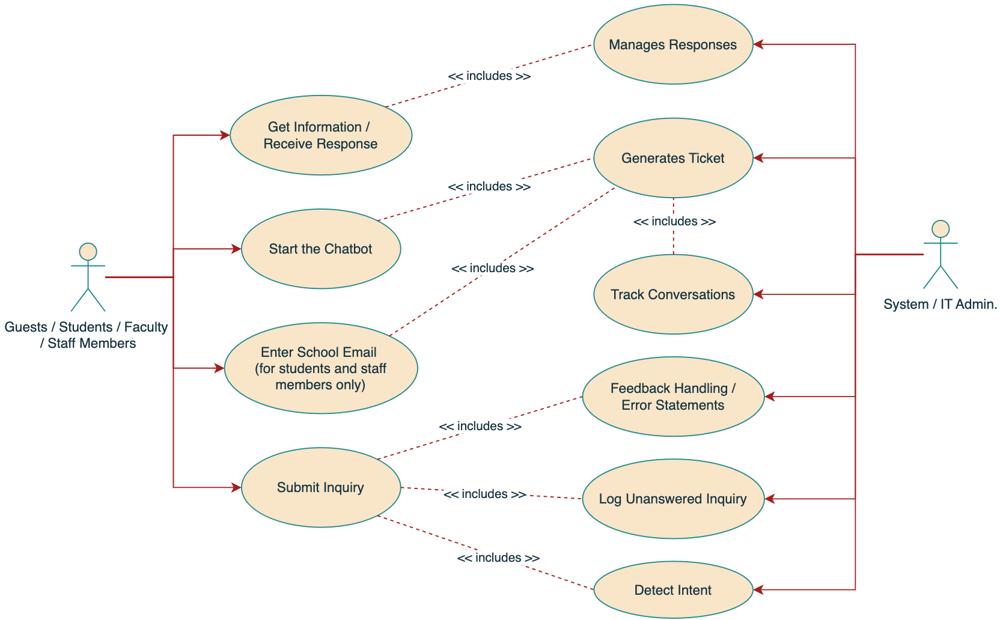 Manages Responses
<< includes >>
Get Information /
Receive Response
Generates Ticket
<< includes >>
<< includes >>
Start the Chatbot
<< includes >>
Track Conversations
System / IT Admin.
Guests / Students / Faculty
/ Staff Members
Enter School Email
(for students and staff
members only)
Feedback Handling /
Error Statements
<< includes >>
Submit Inquiry
<< includes >>
Log Unanswered Inquiry
<< includes >>
Detect Intent